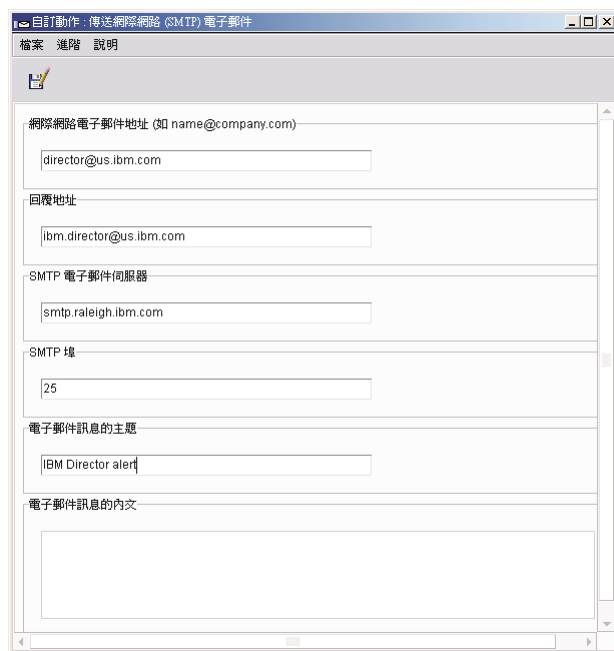 自訂動作 : 傳送網際網路 (SMTP) 電子郵件
檔案 進階 說明
網際網路電子郵件地址 (如 name@company.com)
director@us.ibm.com
回覆地址
ibm.director@us.ibm.com
SMTP 電子郵件伺服器
smtp.raleigh.ibm.com
SMTP 埠
25
電子郵件訊息的主題
IBM Director alert
電子郵件訊息的內文